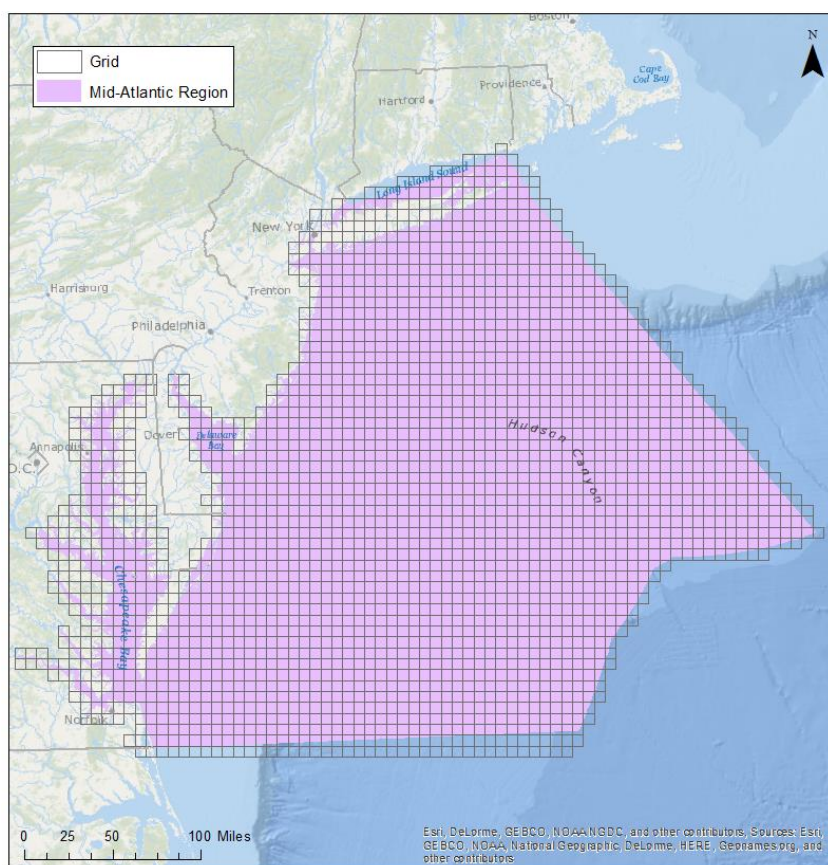 Boston
N
Grid
Mid-Atlantic Region
Cape
Cod Bay
Providence
Hartford
Long Island Sound
New York
Harrisburg
Trenton
Philadelphia
Hudson Canyon
Dover
Delaware
Bay
Annapolis
D.C.
Chesapeake Bay
Norfolk
0 25 50 100 Miles
Esri, DeLorme, GEBCO, NOAA NGDC, and other contributors, Sources: Esri,
GEBCO, NOAA, National Geographic, DeLorme, HERE, Geonames.org, and
other contributors